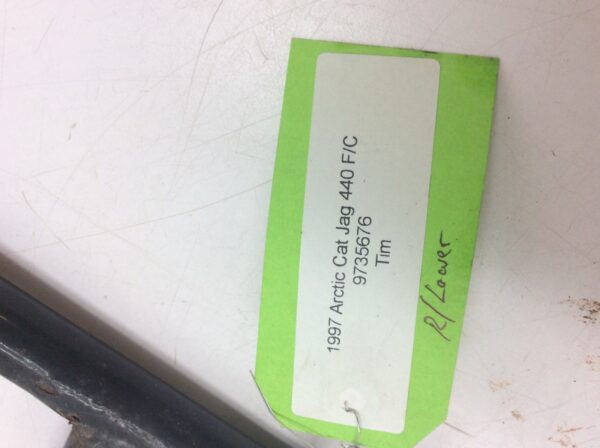 1997 Arctic Cat Jag 440 F/C
9735676
Tim
R/Lower